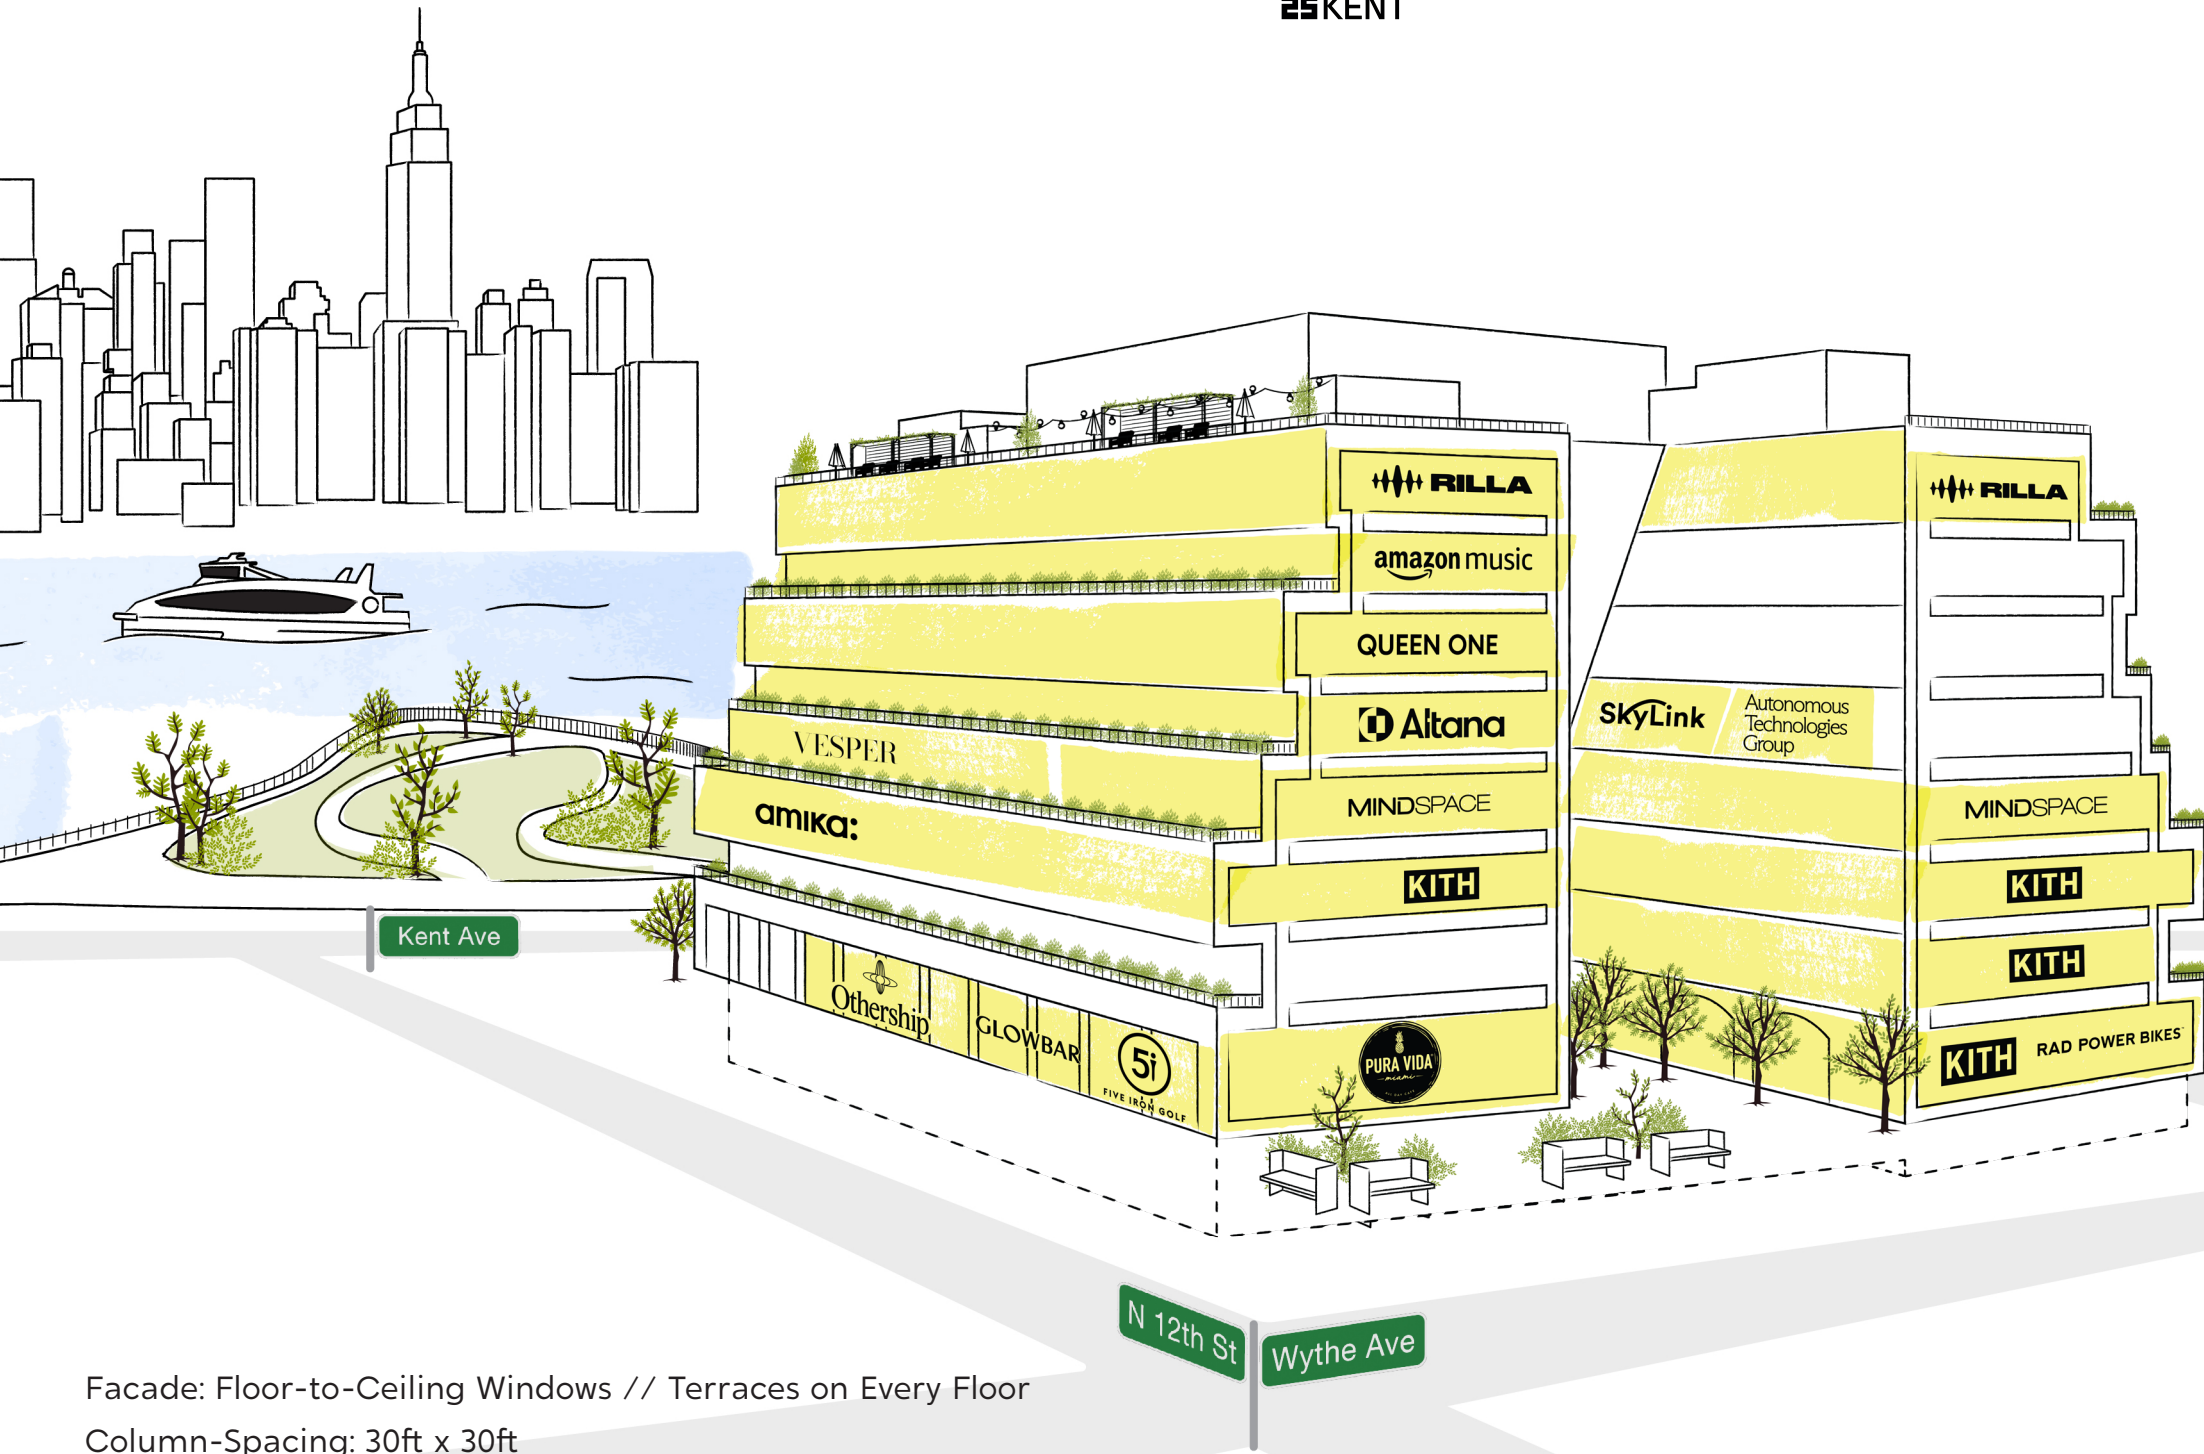 25KENT
RILLA
RILLA
amazon music
QUEEN ONE
Altana
SkyLink
Autonomous
Technologies
Group
VESPER
MINDSPACE
MINDSPACE
amika:
KITH
KITH
KITH
Kent Ave
Othership
GLOWBAR
5i
FIVE IRON GOLF
PURA VIDA
miami
KITH
RAD POWER BIKES
N 12th St
Wythe Ave
Facade: Floor-to-Ceiling Windows // Terraces on Every Floor
Column-Spacing: 30ft x 30ft